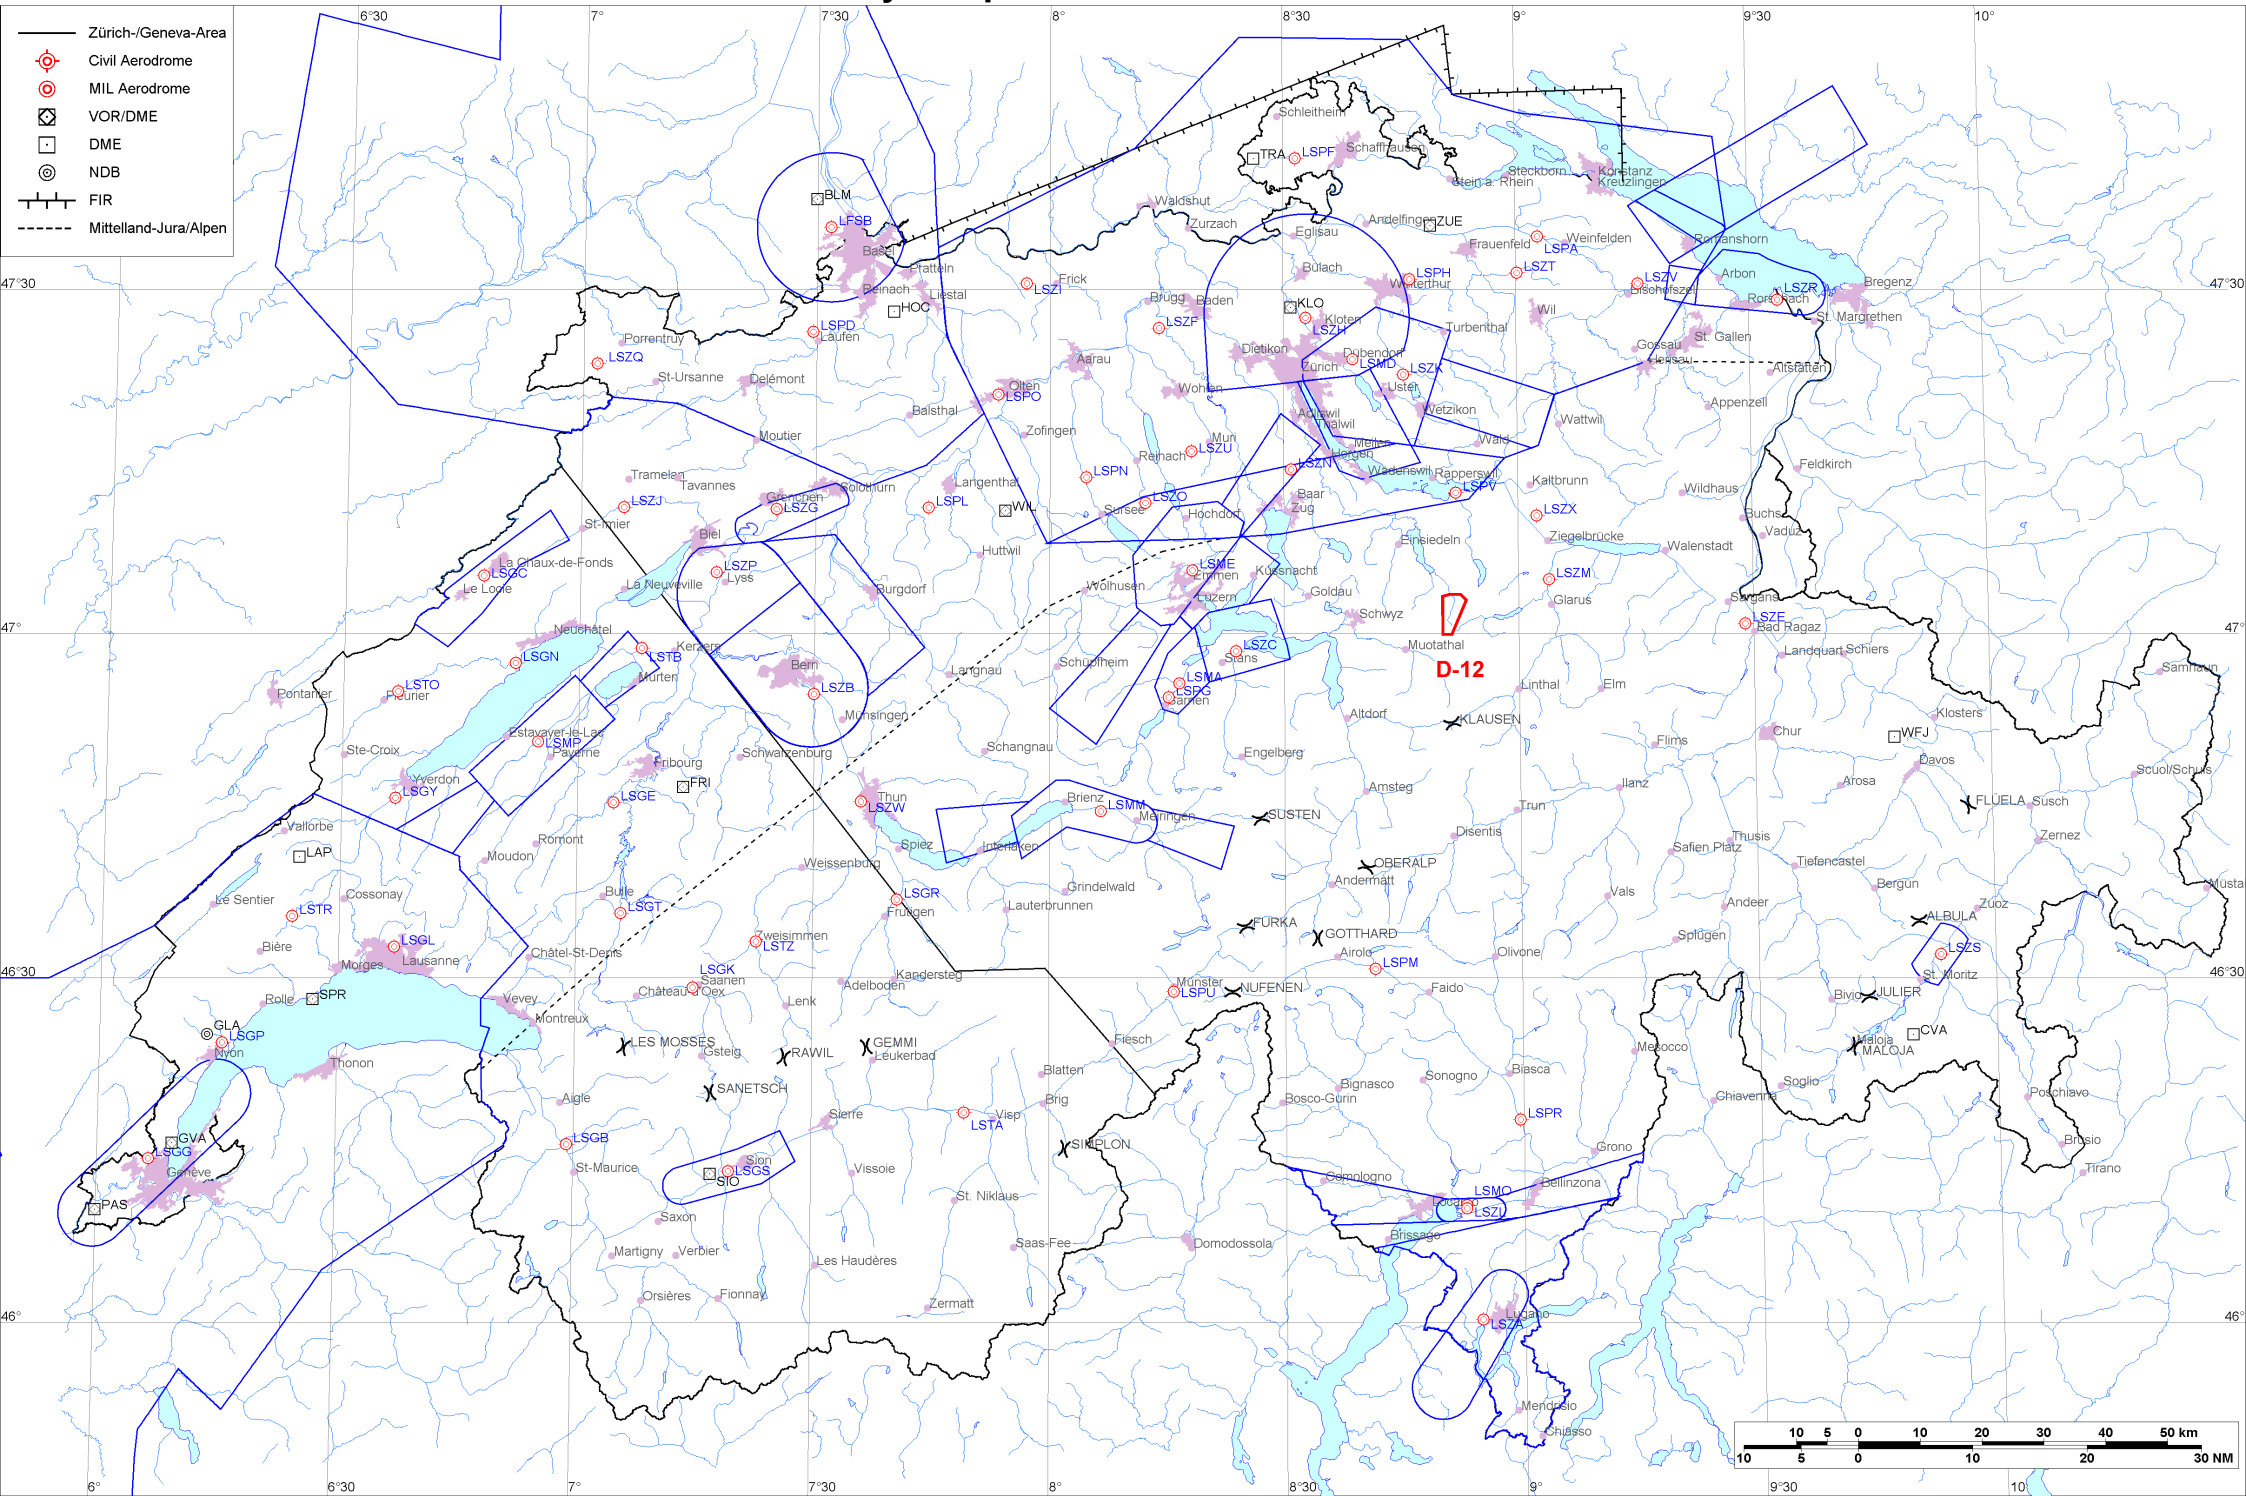 6°30
7°
7°30
8°
8°30
9°
9°30
10°
Zürich-/Geneva-Area
Civil Aerodrome
MIL Aerodrome
VOR/DME
DME
NDB
FIR
Mittelland-Jura/Alpen
Schleitheim
TRA
LSPF
Schaffhausen
Stein a. Rhein
Steckborn
Konstanz
Kreuzlingen
BLM
LFSB
Basel
Waldshut
Zurzach
Eglisau
Andelfingen
ZUE
Frauenfeld
LSPA
Weinfelden
Romanshorn
Pratteln
Reinach
Liestal
HOC
LSZI
Frick
Bülach
LSPH
Winterthur
LSZT
LSZV
Bischofszell
Arbon
LSZR
Rorschach
Bregenz
47°30
47°30
Brugg
Baden
KLO
Kloten
LSZH
Wil
St. Margrethen
LSPD
Laufen
LSZF
Turbenthal
St. Gallen
Gossau
Herisau
Altstätten
Porrentruy
LSZQ
St-Ursanne
Delémont
Aarau
Dietikon
Zürich
Dübendorf
LSMD
LSZK
Uster
Wetzikon
Olten
LSPO
Wohlen
Balsthal
Zofingen
Adliswil
Thalwil
Wattwil
Appenzell
Moutier
Muri
LSZU
Reinach
Meilen
Horgen
Wald
Tramelan
Tavannes
LSPN
LSZN
Wädenswil
Rapperswil
LSPV
Kaltbrunn
Feldkirch
Wildhaus
Grenchen
Solothurn
LSZG
LSZJ
Langenthal
LSPL
WIL
LSZO
Sursee
Hochdorf
Baar
Zug
LSZX
Buchs
Vaduz
St-Imier
Biel
Huttwil
Einsiedeln
Ziegelbrücke
Walenstadt
La Chaux-de-Fonds
LSGC
Le Locle
La Neuveville
LSZP
Lyss
Burgdorf
Wolhusen
LSME
Emmen
Küssnacht
Luzern
Goldau
LSZM
Glarus
Sargans
Schwyz
LSZE
Bad Ragaz
Neuchâtel
Kerzers
LSTB
Murten
LSGN
47°
47°
Muotathal
D-12
LSZC
Stans
Landquart
Schiers
Samnaun
Pontarlier
LSTO
Fleurier
Bern
LSZB
Münsingen
Langnau
Schüpfheim
LSMA
LSPG
Sarnen
Linthal
Elm
Altdorf
KLAUSEN
Klosters
Ste-Croix
Estavayer-le-Lac
LSMP
Payerne
Schwarzenburg
Schangnau
Engelberg
Flims
Chur
WFJ
Davos
Scuol/Schuls
Yverdon
LSGY
Fribourg
FRI
LSGE
Thun
LSZW
Brienz
LSMM
Meiringen
Amsteg
SUSTEN
Ilanz
Trun
Arosa
FLÜELA
Susch
Vallorbe
LAP
Romont
Moudon
Spiez
Interlaken
Disentis
Thusis
Safien Platz
Tiefencastel
Zernez
Weissenburg
OBERALP
Andermatt
Le Sentier
Cossonay
LSTR
Bulle
LSGT
LSGR
Frutigen
Grindelwald
Lauterbrunnen
Vals
Andeer
Bergün
Zuoz
Müsta
FURKA
GOTTHARD
ALBULA
Bière
LSGL
Lausanne
Morges
Châtel-St-Denis
Zweisimmen
LSTZ
Airolo
LSPM
Olivone
Splügen
LSZS
46°30
46°30
LSGK
Saanen
Château-d'Oex
Adelboden
Kandersteg
Münster
LSPU
NUFENEN
Faido
St. Moritz
Bivio
JULIER
Rolle
SPR
Vevey
Montreux
Lenk
GLA
LSGP
Nyon
Thonon
LES MOSSES
Gsteig
RAWIL
GEMMI
Leukerbad
Fiesch
Mesocco
Maloja
MALOJA
CVA
SANETSCH
Blatten
Brig
Bignasco
Sonogno
Biasca
Bosco-Gurin
Soglio
Chiavenna
Poschiavo
Aigle
Sierre
Visp
LSTA
LSPR
GVA
LSGG
Genève
LSGB
St-Maurice
Sion
LSGS
SIO
Vissoie
SIMPLON
Grono
Brusio
Tirano
PAS
Comologno
LSMO
Locarno
LSZL
Bellinzona
St. Niklaus
Saxon
Martigny
Verbier
Les Haudères
Saas-Fee
Domodossola
Brissago
Orsières
Fionnay
Zermatt
46°
46°
Lugano
LSZA
Mendrisio
Chiasso
10 5 0 10 20 30 40 50 km
10 5 0 10 20 30 NM
6°
6°30
7°
7°30
8°
8°30
9°
9°30
10